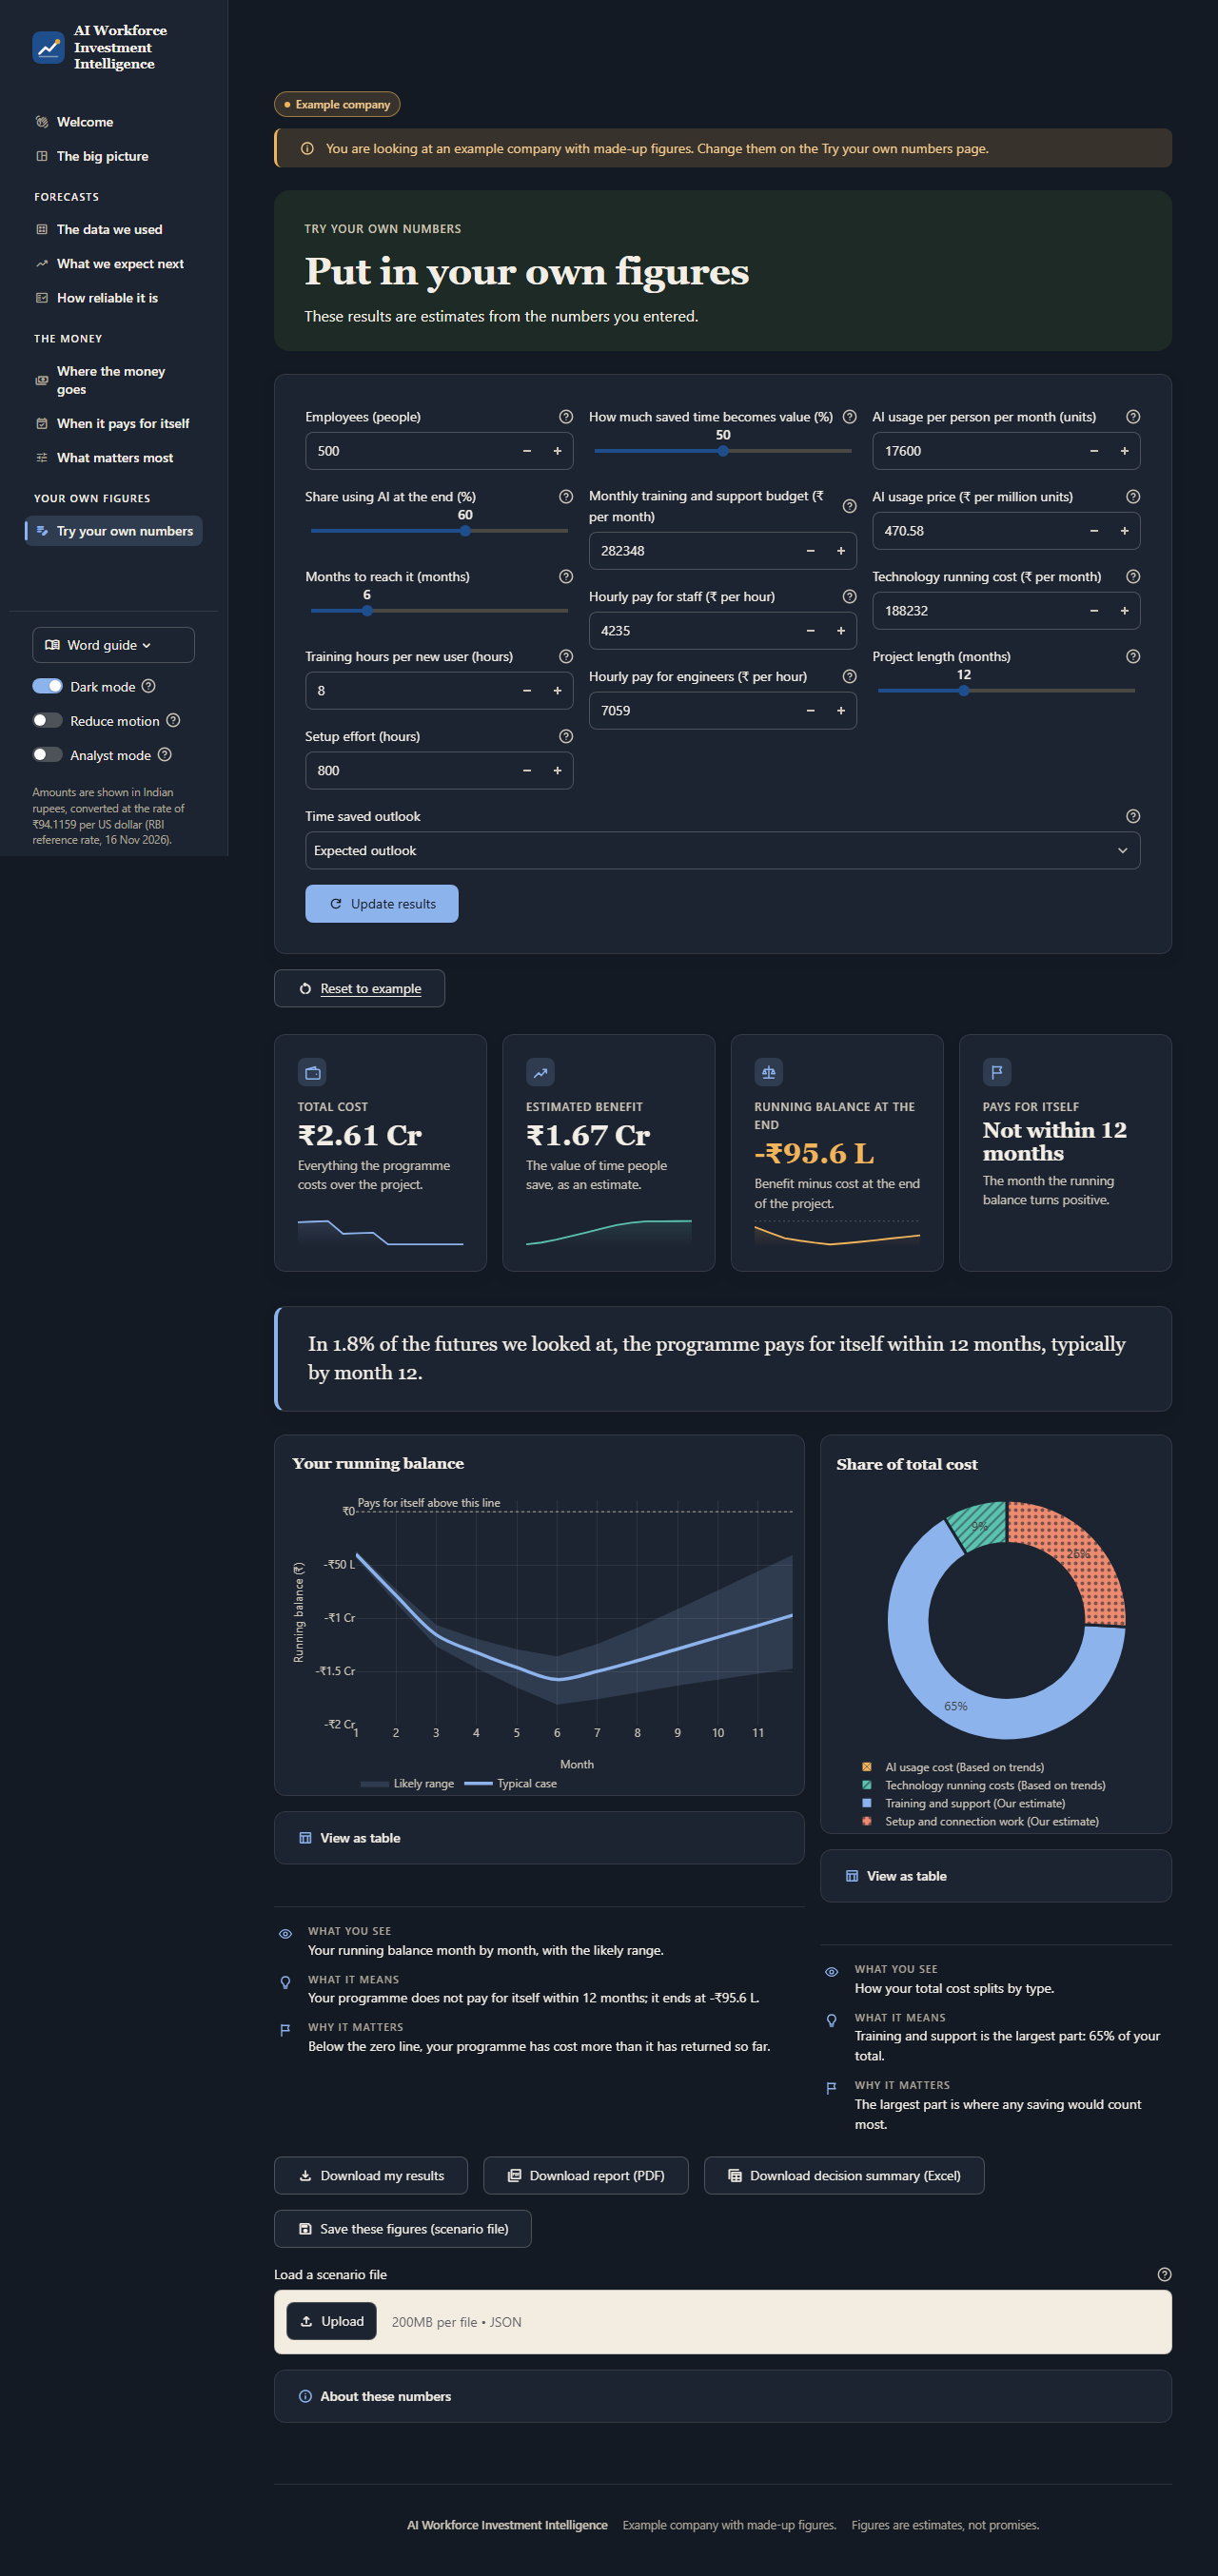 AI Workforce
Investment
Intelligence
Welcome
The big picture
FORECASTS
The data we used
What we expect next
How reliable it is
THE MONEY
Where the money
goes
When it pays for itself
What matters most
YOUR OWN FIGURES
Try your own numbers
Word guide
Dark mode
Reduce motion
Analyst mode
Amounts are shown in Indian
rupees, converted at the rate of
₹94.1159 per US dollar (RBI
reference rate, 16 Nov 2026).
Example company
You are looking at an example company with made-up figures. Change them on the Try your own numbers page.
TRY YOUR OWN NUMBERS
Put in your own figures
These results are estimates from the numbers you entered.
Employees (people)
500
Share using AI at the end (%)
60
Months to reach it (months)
6
Training hours per new user (hours)
8
Setup effort (hours)
800
How much saved time becomes value (%)
50
Monthly training and support budget (₹
per month)
282348
Hourly pay for staff (₹ per hour)
4235
Hourly pay for engineers (₹ per hour)
7059
AI usage per person per month (units)
17600
AI usage price (₹ per million units)
470.58
Technology running cost (₹ per month)
188232
Project length (months)
12
Time saved outlook
Expected outlook
Update results
Reset to example
TOTAL COST
₹2.61 Cr
Everything the programme
costs over the project.
ESTIMATED BENEFIT
₹1.67 Cr
The value of time people
save, as an estimate.
RUNNING BALANCE AT THE
END
-₹95.6 L
Benefit minus cost at the end
of the project.
PAYS FOR ITSELF
Not within 12
months
The month the running
balance turns positive.
In 1.8% of the futures we looked at, the programme pays for itself within 12 months, typically
by month 12.
Your running balance
Pays for itself above this line
₹0
-₹50 L
-₹1 Cr
-₹1.5 Cr
-₹2 Cr
Running balance (₹)
1 2 3 4 5 6 7 8 9 10 11
Month
Likely range Typical case
View as table
WHAT YOU SEE
Your running balance month by month, with the likely range.
WHAT IT MEANS
Your programme does not pay for itself within 12 months; it ends at -₹95.6 L.
WHY IT MATTERS
Below the zero line, your programme has cost more than it has returned so far.
Share of total cost
9%
26%
65%
AI usage cost (Based on trends)
Technology running costs (Based on trends)
Training and support (Our estimate)
Setup and connection work (Our estimate)
View as table
WHAT YOU SEE
How your total cost splits by type.
WHAT IT MEANS
Training and support is the largest part: 65% of your
total.
WHY IT MATTERS
The largest part is where any saving would count
most.
Download my results
Download report (PDF)
Download decision summary (Excel)
Save these figures (scenario file)
Load a scenario file
Upload
200MB per file • JSON
About these numbers
AI Workforce Investment Intelligence Example company with made-up figures. Figures are estimates, not promises.